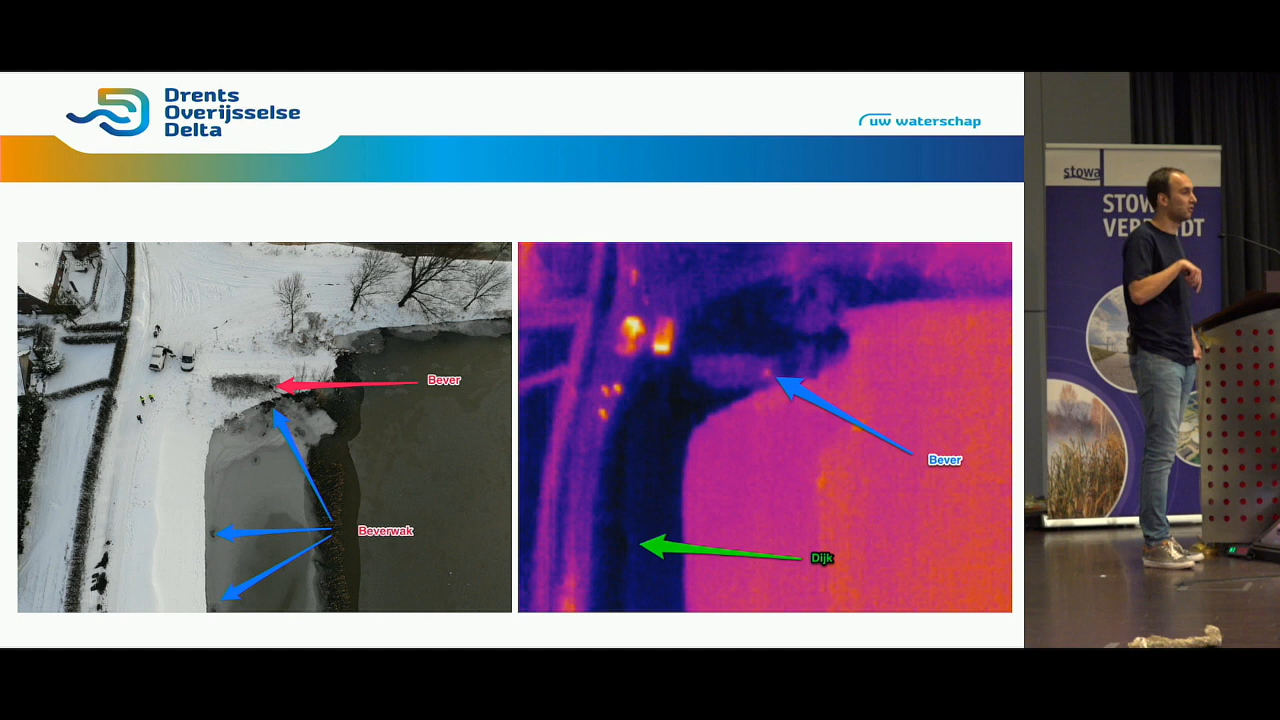 Drents
Overijsselse
Delta
uw waterschap
Bever
Beverwak
Bever
Dijk
stowa
STOW
VER
DT